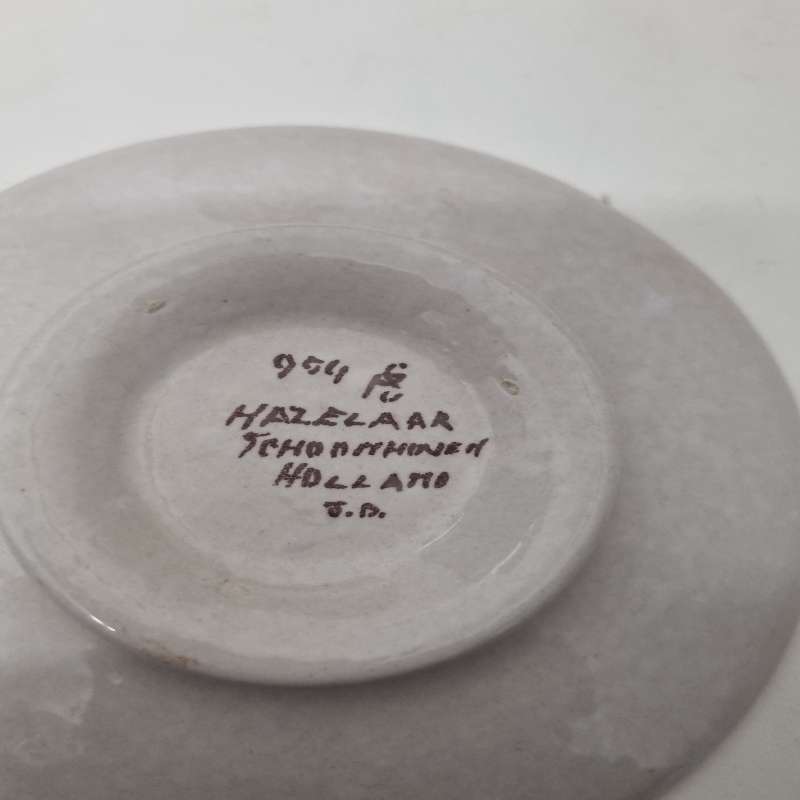 954
HAZELAAR
SCHOONHOVEN
HOLLAND
J.B.